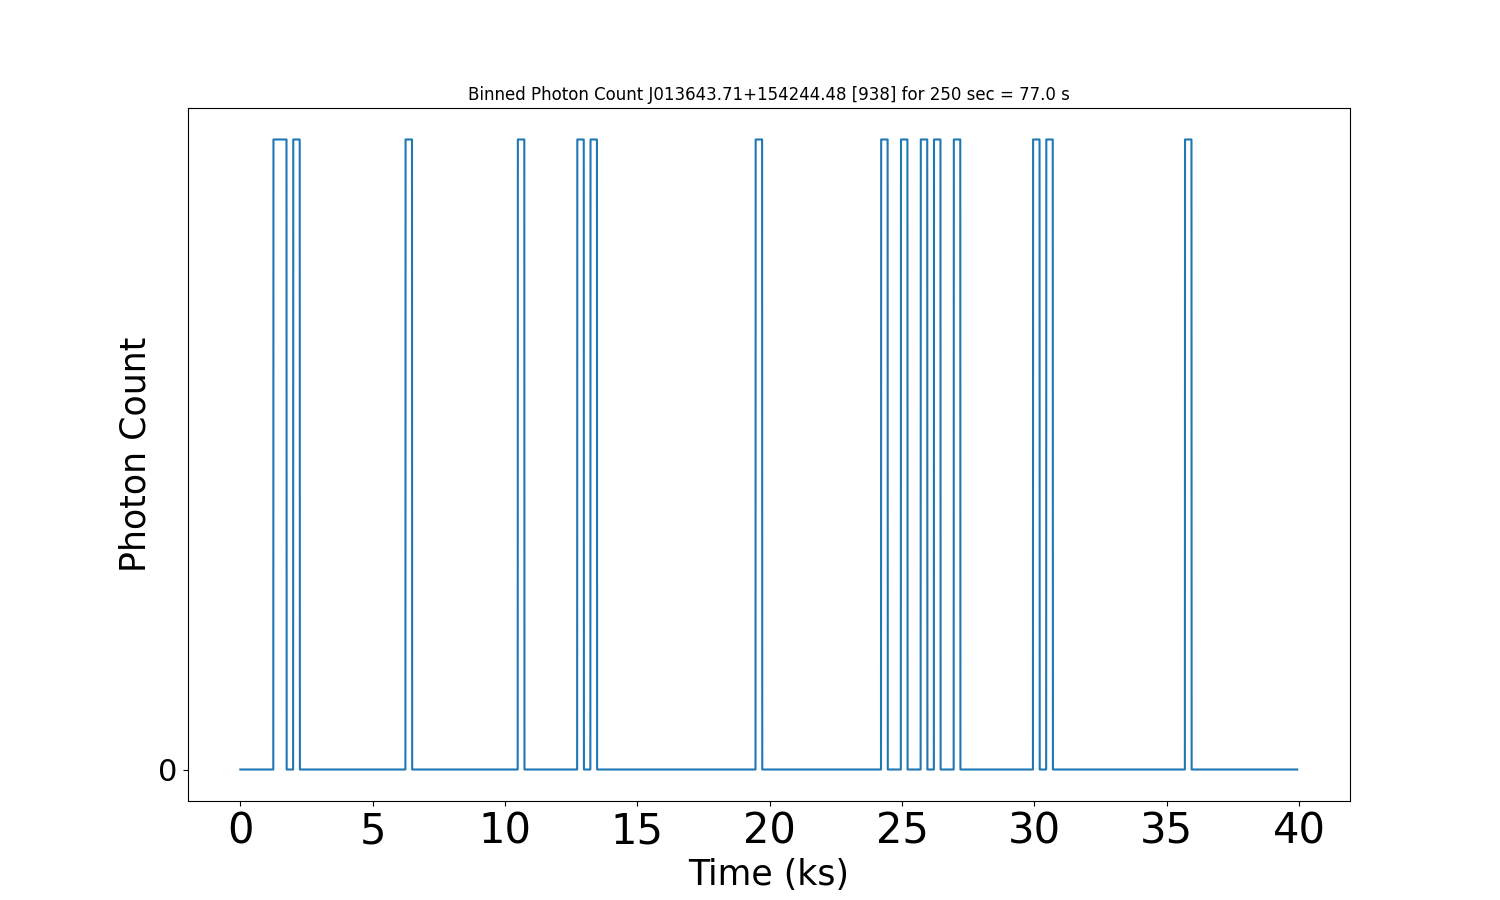 Binned Photon Count J013643.71+154244.48 [938] for 250 sec = 77.0 s
Photon Count
0
0 5 10 15 20 25 30 35 40
Time (ks)